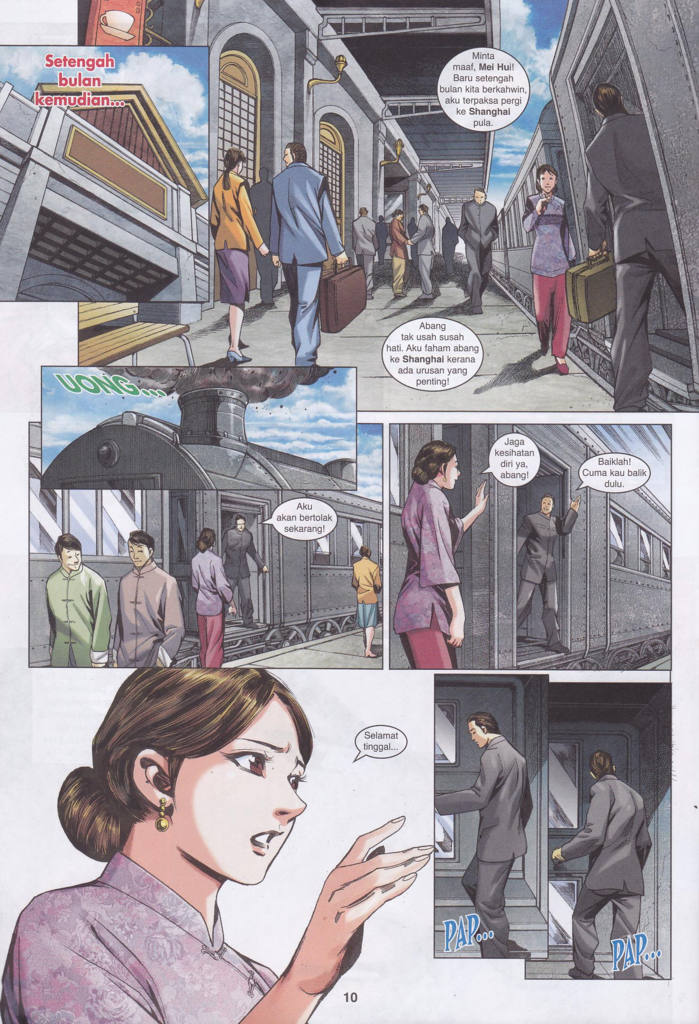 Setengah
bulan
kemudian...
Minta
maaf, Mei Hui!
Baru setengah
bulan kita berkahwin,
aku terpaksa pergi
ke Shanghai
pula.
Abang
tak usah susah
hati. Aku faham abang
ke Shanghai kerana
ada urusan yang
penting!
UONG...
Aku
akan bertolak
sekarang!
Jaga
kesihatan
diri ya,
abang!
Baiklah!
Cuma kau balik
dulu.
Selamat
tinggal...
PAP...
PAP...
10